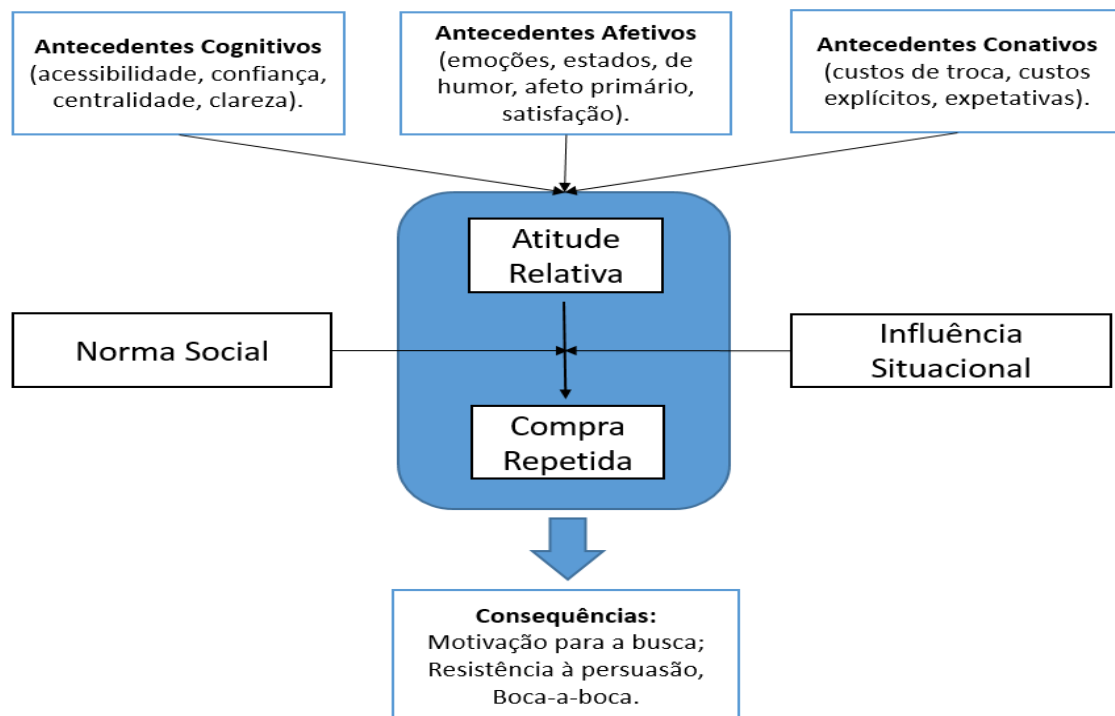 Antecedentes Cognitivos
(acessibilidade, confiança,
centralidade, clareza).
Antecedentes Afetivos
(emoções, estados, de
humor, afeto primário,
satisfação).
Antecedentes Conativos
(custos de troca, custos
explícitos, expetativas).
Atitude
Relativa
Norma Social
Influência
Situacional
Compra
Repetida
Consequências:
Motivação para a busca;
Resistência à persuasão,
Boca-a-boca.